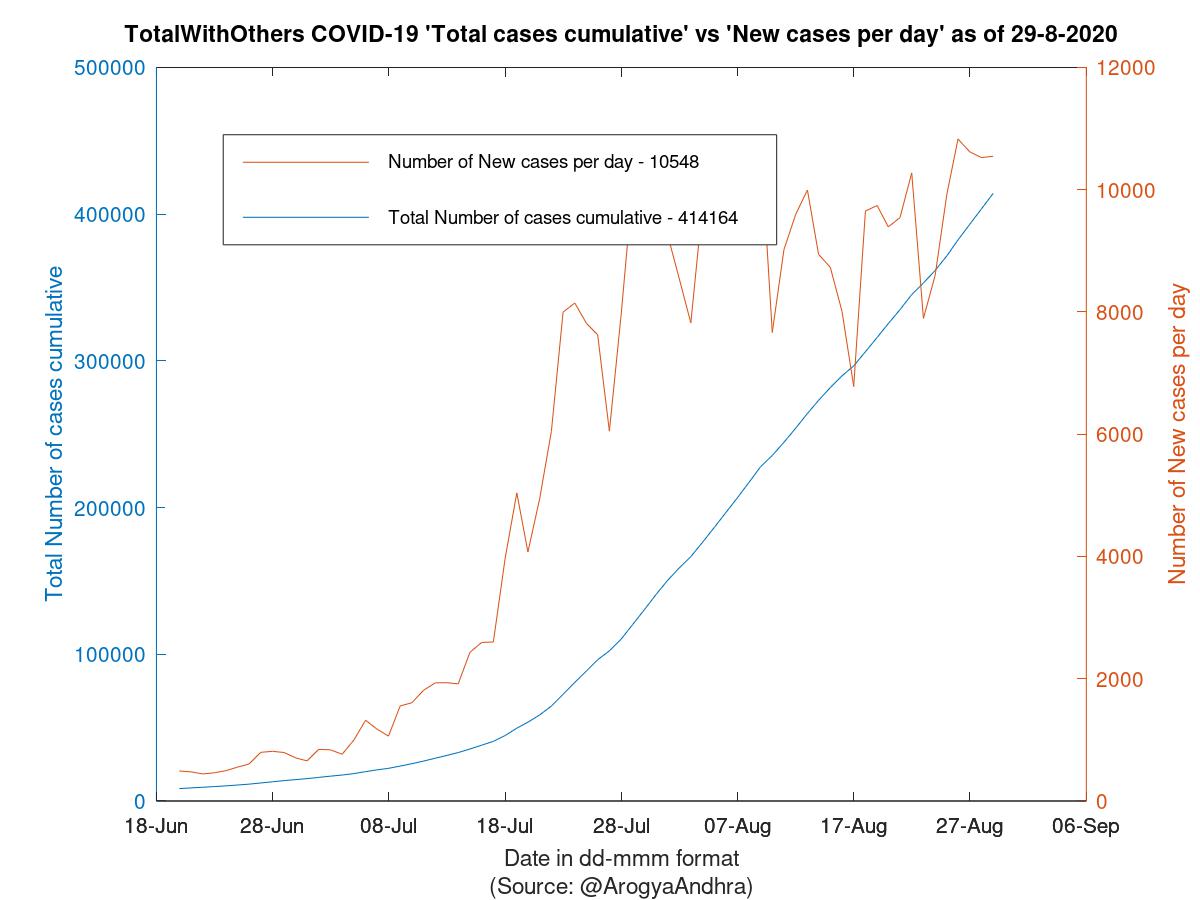 TotalWithOthers COVID-19 'Total cases cumulative' vs 'New cases per day' as of 29-8-2020
500000
400000
300000
200000
100000
0
Total Number of cases cumulative
Number of New cases per day - 10548
Total Number of cases cumulative - 414164
12000
10000
8000
6000
4000
2000
0
Number of New cases per day
18-Jun 28-Jun 08-Jul 18-Jul 28-Jul 07-Aug 17-Aug 27-Aug 06-Sep
Date in dd-mmm format
(Source: @ArogyaAndhra)